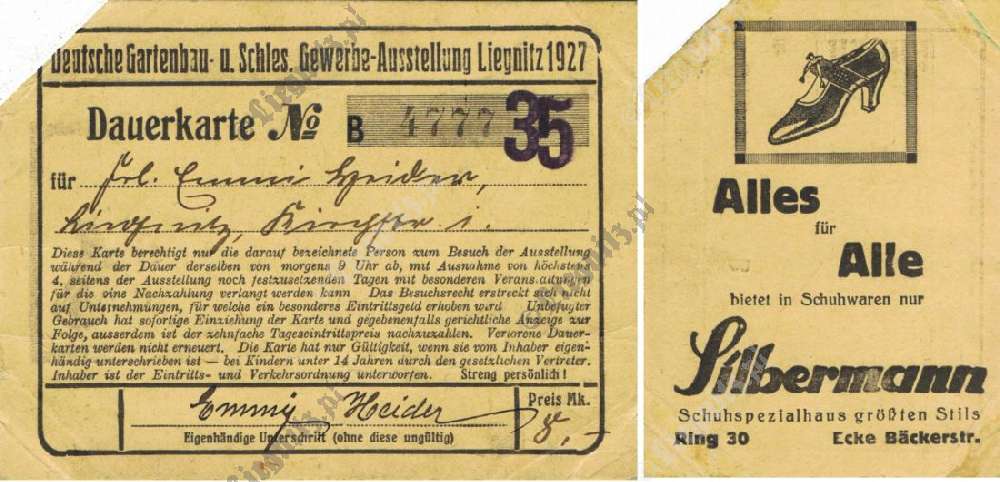 Deutsche Gartenbau- u. Schles. Gewerbe-Ausstellung Liegnitz 1927
Dauerkarte No B 4777 35
für Frl. Emmi Heider,
Liegnitz,
Diese Karte berechtigt nur die darauf bezeichnete Person zum Besuch der Ausstellung
während der Dauer derselben von morgens 9 Uhr ab, mit Ausnahme von höchstens
4, seitens der Ausstellung noch festzusetzenden Tagen mit besonderen Veranstaltungen
für die eine Nachzahlung verlangt werden kann Das Besuchsrecht erstreckt sich nicht
auf Unternehmungen, für welche ein besonderes Eintrittsgeld erhoben wird Unbefugter
Gebrauch hat sofortige Einziehung der Karte und gegebenenfalls gerichtliche Anzeige zur
Folge, ausserdem ist der zehnfache Tageseintrittspreis nachzuzahlen. Verlorene Dauer-
karten werden nicht erneuert. Die Karte hat nur Gültigkeit, wenn sie vom Inhaber eigen-
händig unterschrieben ist — bei Kindern unter 14 Jahren durch den gesetzlichen Vertreter.
Inhaber ist der Eintritts- und Verkehrsordnung unterworfen. Streng persönlich!
Emmy Heider
Eigenhändige Unterschrift (ohne diese ungültig)
Preis Mk.
8,-
Alles
für
Alle
bietet in Schuhwaren nur
Silbermann
Schuhspezialhaus größten Stils
Ring 30 Ecke Bäckerstr.